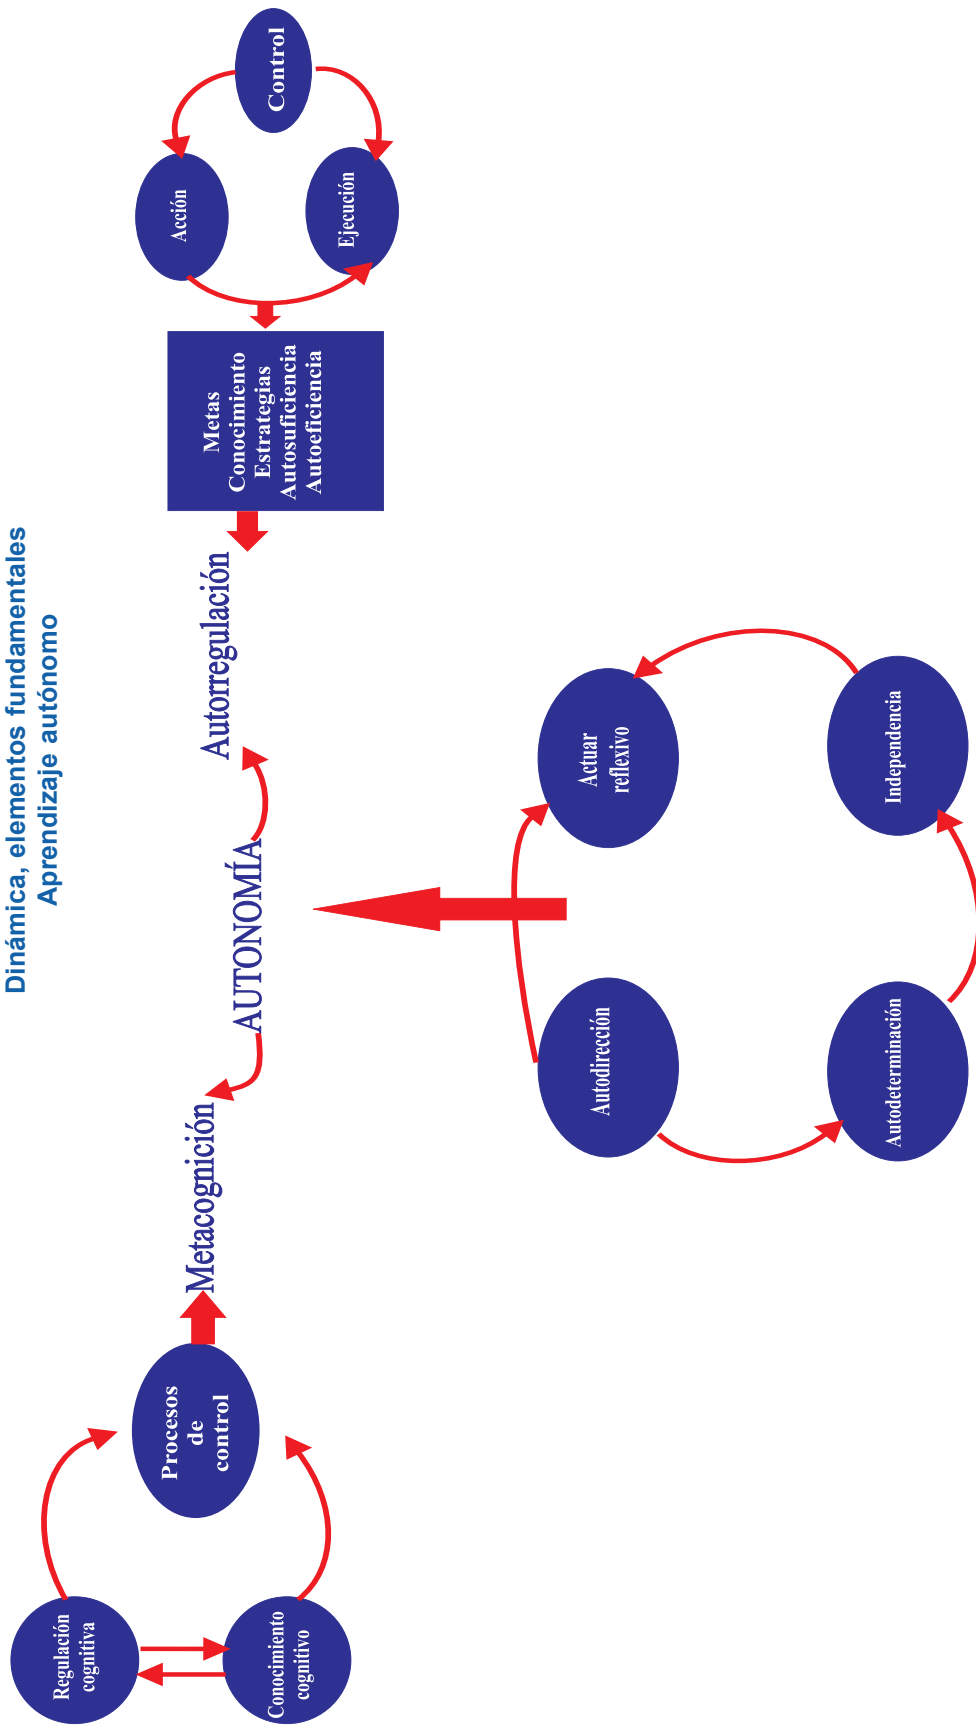 Dinámica, elementos fundamentales
Aprendizaje autónomo
Regulación
cognitiva
Conocimiento
cognitivo
Procesos
de
control
Metacognición
AUTONOMÍA
Autorregulación
Metas
Conocimiento
Estrategias
Autosuficiencia
Autoeficiencia
Acción
Ejecución
Control
Autodirección
Actuar
reflexivo
Autodeterminación
Independencia